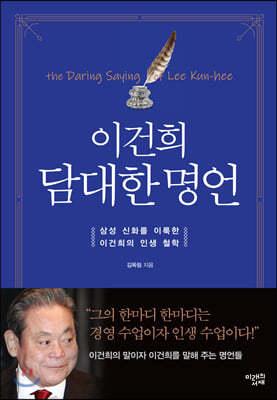 the Daring Saying of Lee Kun-hee
이건희
담대한 명언
삼성 신화를 이룩한
이건희의 인생 철학
김옥림 지음
“그의 한마디 한마디는
경영 수업이자 인생 수업이다!”
이건희의 말이자 이건희를 말해 주는 명언들
미래의
서재